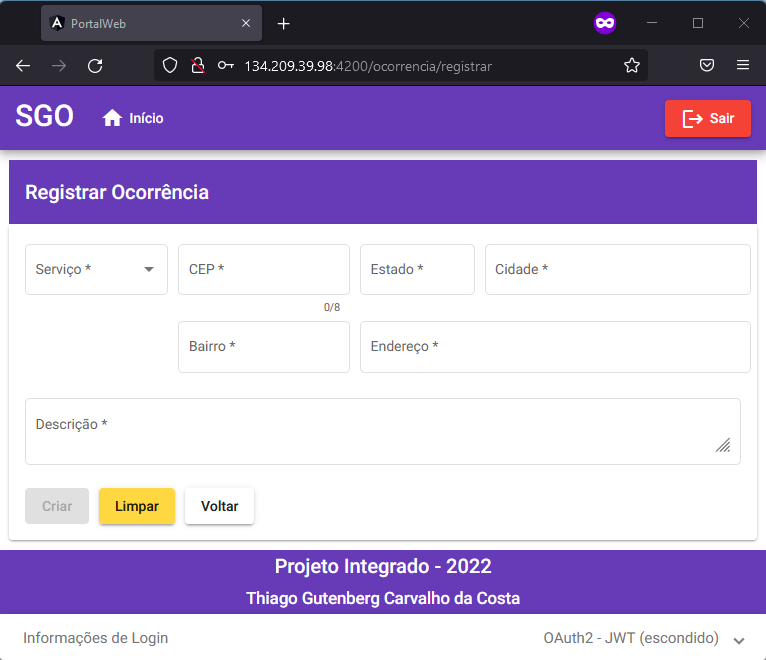 PortalWeb
134.209.39.98:4200/ocorrencia/registrar
SGO Início Sair
Registrar Ocorrência
Serviço * CEP * Estado * Cidade *
0/8
Bairro * Endereço *
Descrição *
Criar Limpar Voltar
Projeto Integrado - 2022
Thiago Gutenberg Carvalho da Costa
Informações de Login OAuth2 - JWT (escondido)